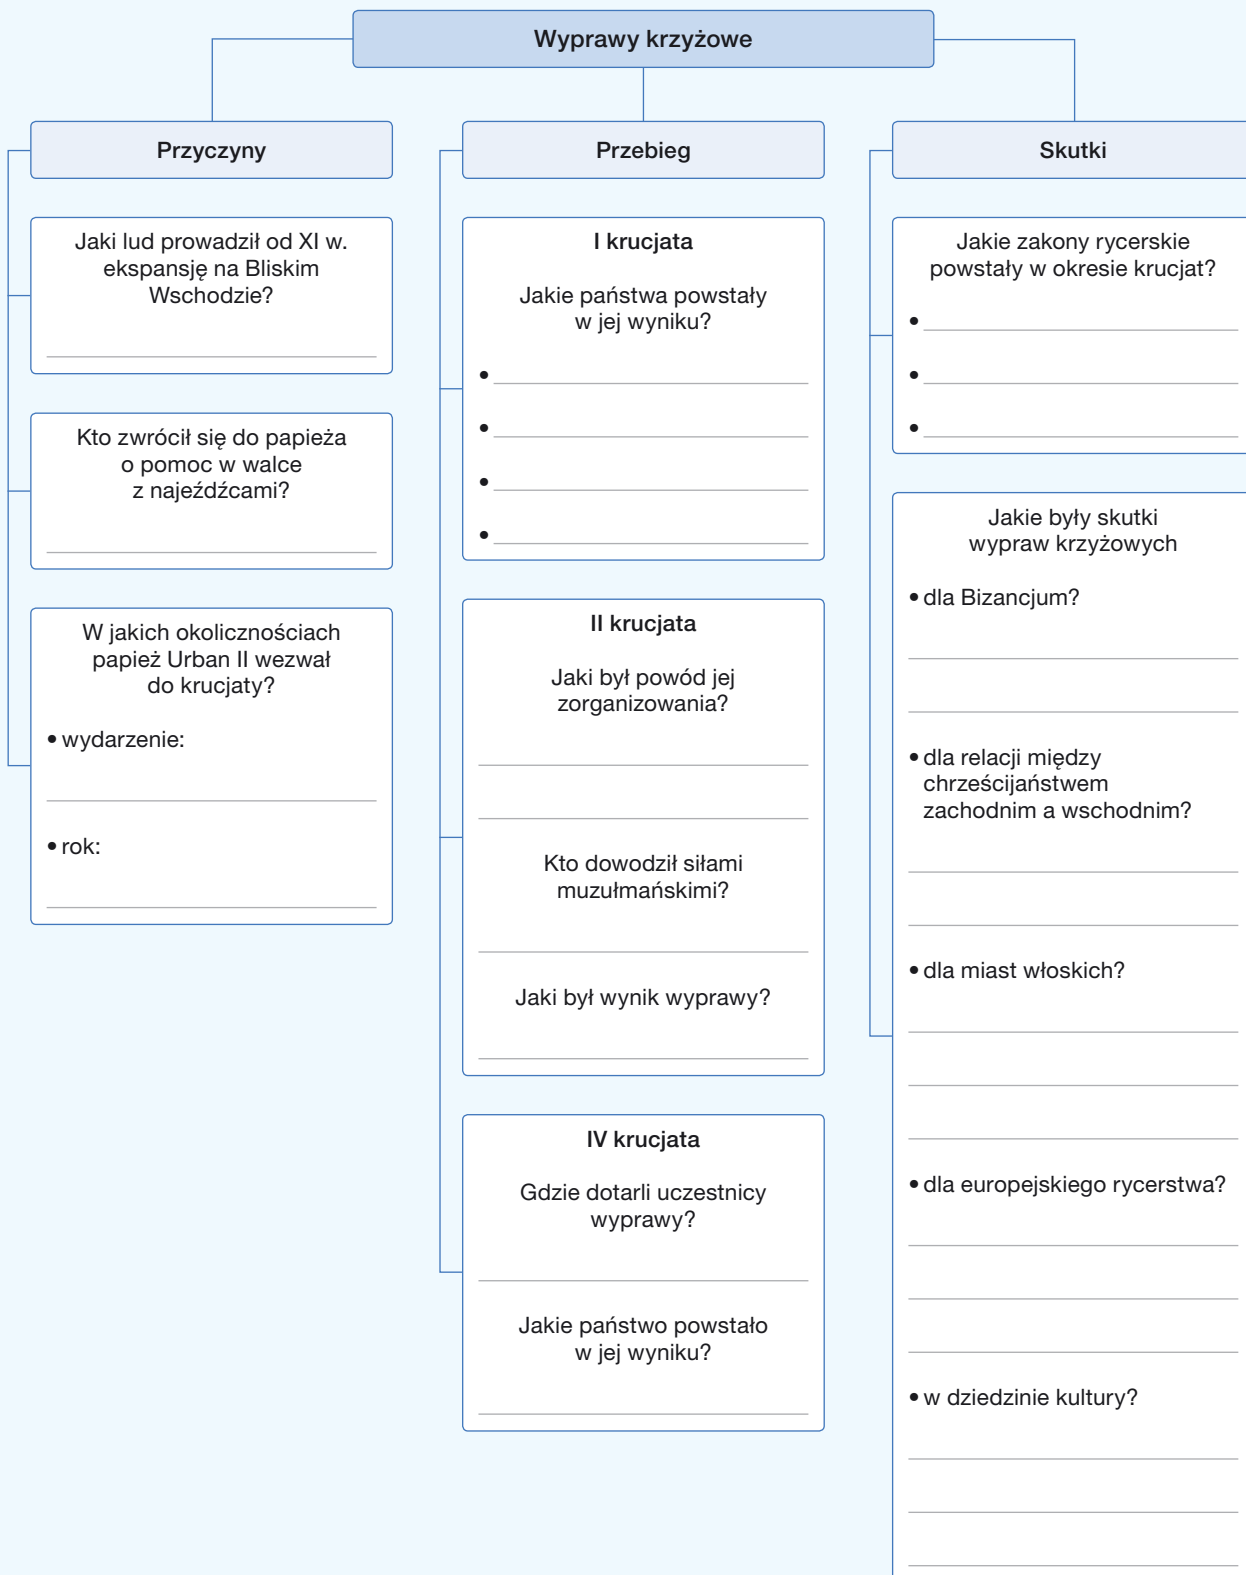 Wyprawy krzyżowe
Przyczyny
Jaki lud prowadził od XI w.
ekspansję na Bliskim
Wschodzie?
Kto zwrócił się do papieża
o pomoc w walce
z najeźdźcami?
W jakich okolicznościach
papież Urban II wezwał
do krucjaty?
• wydarzenie:
• rok:
Przebieg
I krucjata
Jakie państwa powstały
w jej wyniku?
•
•
•
•
II krucjata
Jaki był powód jej
zorganizowania?
Kto dowodził siłami
muzułmańskimi?
Jaki był wynik wyprawy?
IV krucjata
Gdzie dotarli uczestnicy
wyprawy?
Jakie państwo powstało
w jej wyniku?
Skutki
Jakie zakony rycerskie
powstały w okresie krucjat?
•
•
•
Jakie były skutki
wypraw krzyżowych
• dla Bizancjum?
• dla relacji między
chrześcijaństwem
zachodnim a wschodnim?
• dla miast włoskich?
• dla europejskiego rycerstwa?
• w dziedzinie kultury?